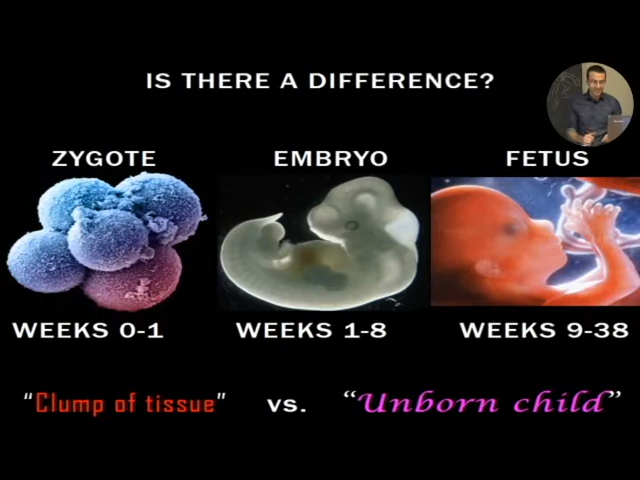 IS THERE A DIFFERENCE?
ZYGOTE EMBRYO FETUS
WEEKS 0-1 WEEKS 1-8 WEEKS 9-38
"Clump of tissue" vs. "Unborn child"